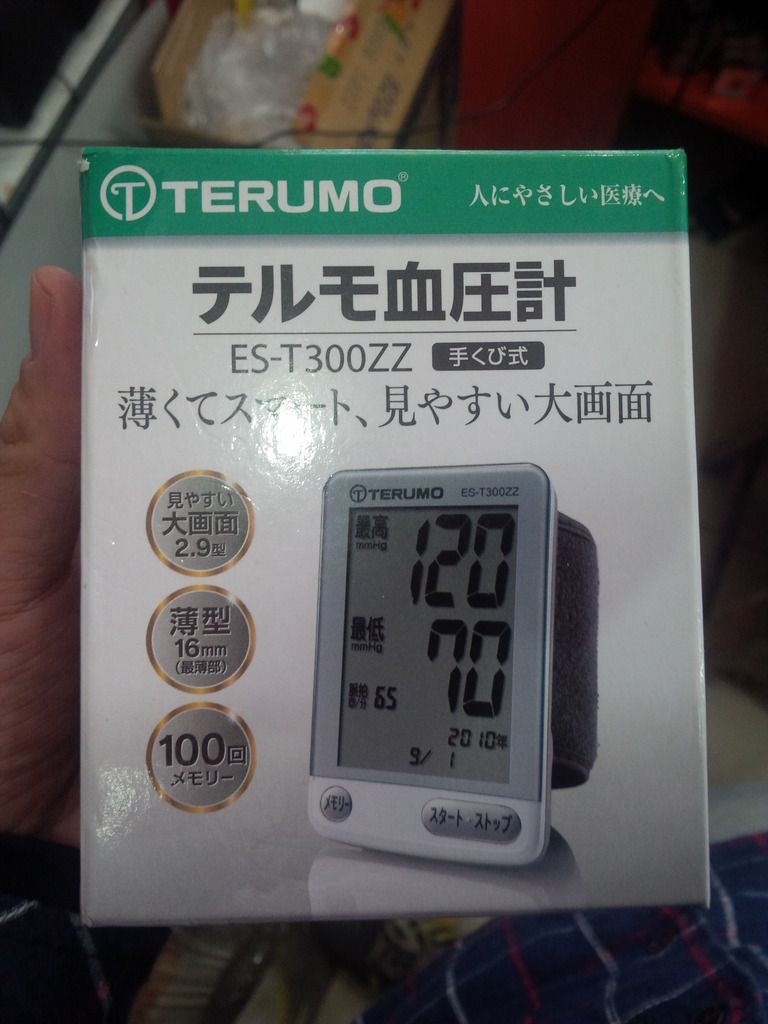 TERUMO®
人にやさしい医療へ
テルモ血圧計
ES-T300ZZ 手くび式
薄くてスマート、見やすい大画面
見やすい
大画面
2.9型
薄型
16mm
(最薄部)
100回
メモリー
TERUMO ES-T300ZZ
最高
mmHg
120
最低
mmHg
70
脈拍
拍/分
65
2010年
9/ 1
メモリー
スタート・ストップ